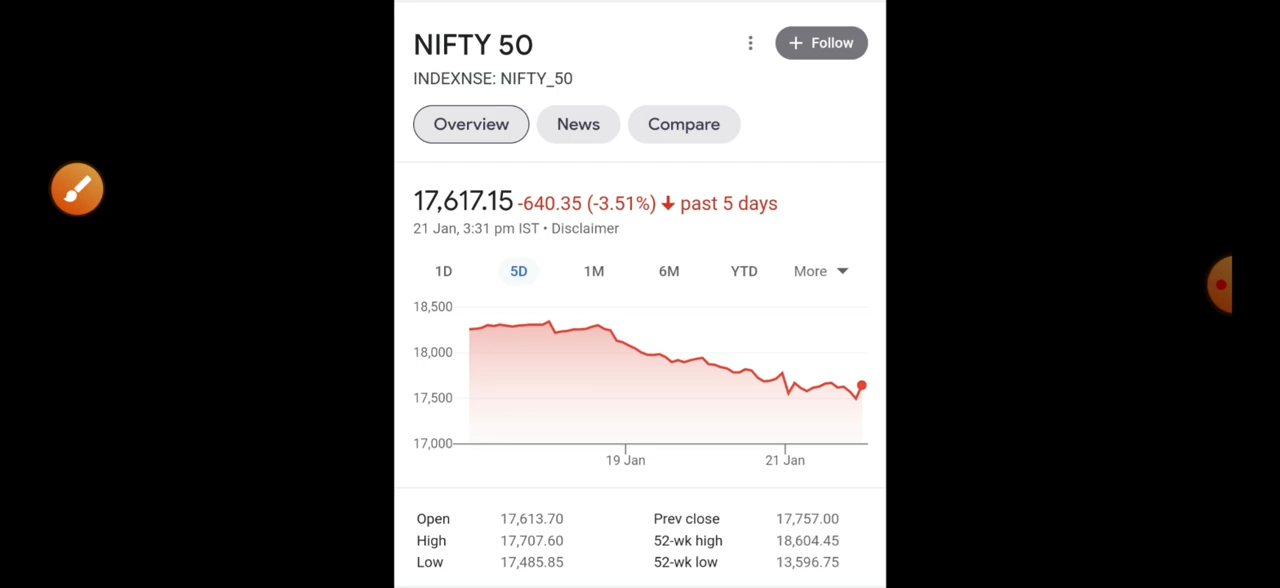 NIFTY 50
+ Follow
INDEXNSE: NIFTY_50
Overview News Compare
17,617.15 -640.35 (-3.51%) ↓ past 5 days
21 Jan, 3:31 pm IST • Disclaimer
1D 5D 1M 6M YTD More
18,500
18,000
17,500
17,000
19 Jan 21 Jan
Open 17,613.70 Prev close 17,757.00
High 17,707.60 52-wk high 18,604.45
Low 17,485.85 52-wk low 13,596.75